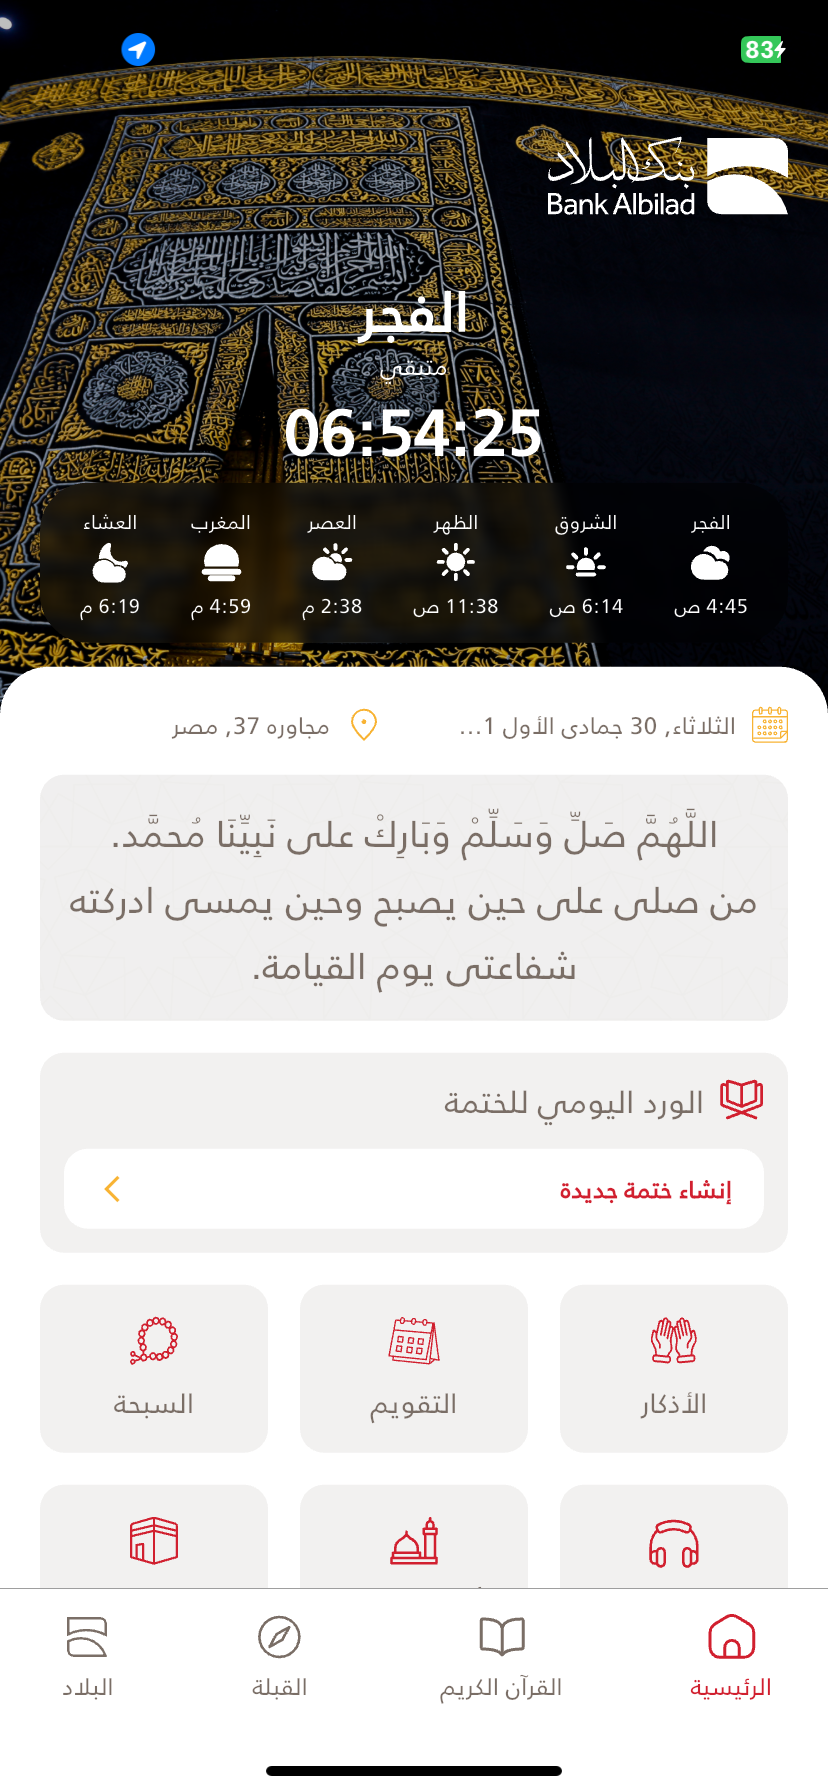 83
بنك البلاد
Bank Albilad
الفجر
متبقي
06:54:25
الفجر
الشروق
الظهر
العصر
المغرب
العشاء
4:45 ص
6:14 ص
11:38 ص
2:38 م
4:59 م
6:19 م
الثلاثاء, 30 جمادى الأول 1...
مجاوره 37, مصر
اللَّهُمَّ صَلِّ وَسَلِّمْ وَبَارِكْ على نَبِيِّنَا مُحمَّد.
من صلى على حين يصبح وحين يمسى ادركته
شفاعتى يوم القيامة.
الورد اليومي للختمة
إنشاء ختمة جديدة
الأذكار
التقويم
السبحة
الرئيسية
القرآن الكريم
القبلة
البلاد